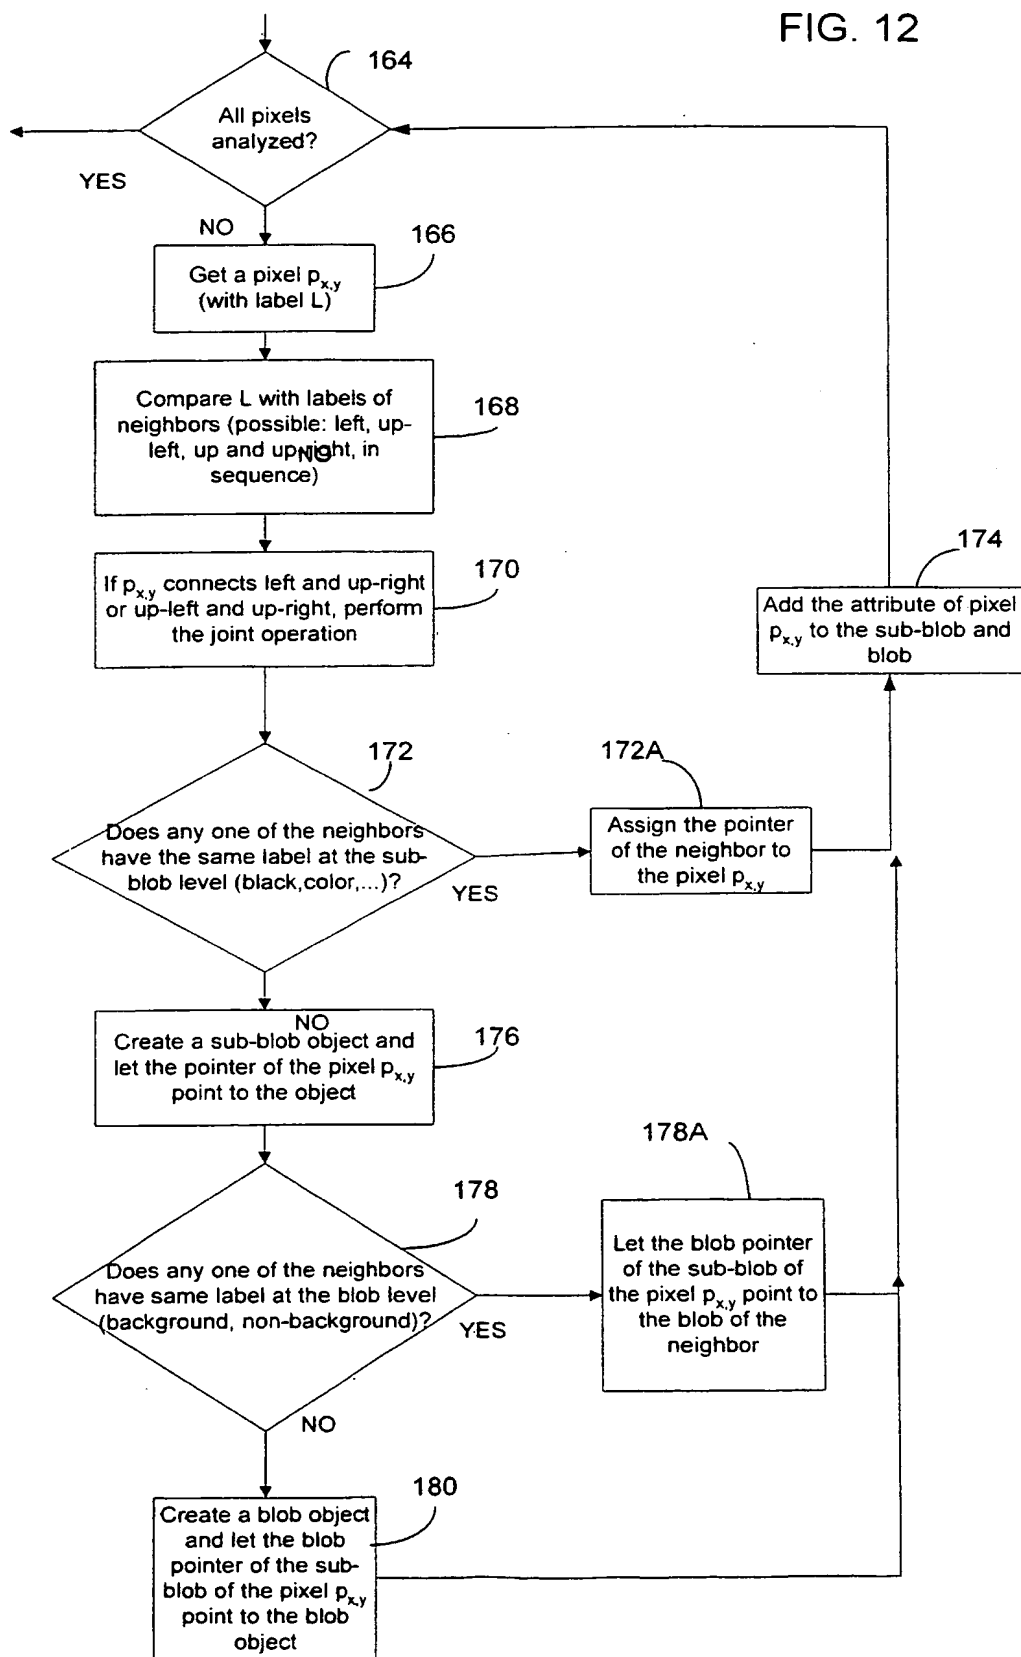 FIG. 12
164
All pixels
analyzed?
YES
NO
166
Get a pixel px,y
(with label L)
168
Compare L with labels of
neighbors (possible: left, up-
left, up and up-right, in
NO
sequence)
170
If px,y connects left and up-right
or up-left and up-right, perform
the joint operation
174
Add the attribute of pixel
px,y to the sub-blob and
blob
172
Does any one of the neighbors
have the same label at the sub-
blob level (black,color,...)?
YES
172A
Assign the pointer
of the neighbor to
the pixel px,y
NO
176
Create a sub-blob object and
let the pointer of the pixel px,y
point to the object
178
Does any one of the neighbors
have same label at the blob level
(background, non-background)?
YES
178A
Let the blob pointer
of the sub-blob of
the pixel px,y point to
the blob of the
neighbor
NO
180
Create a blob object
and let the blob
pointer of the sub-
blob of the pixel px,y
point to the blob
object